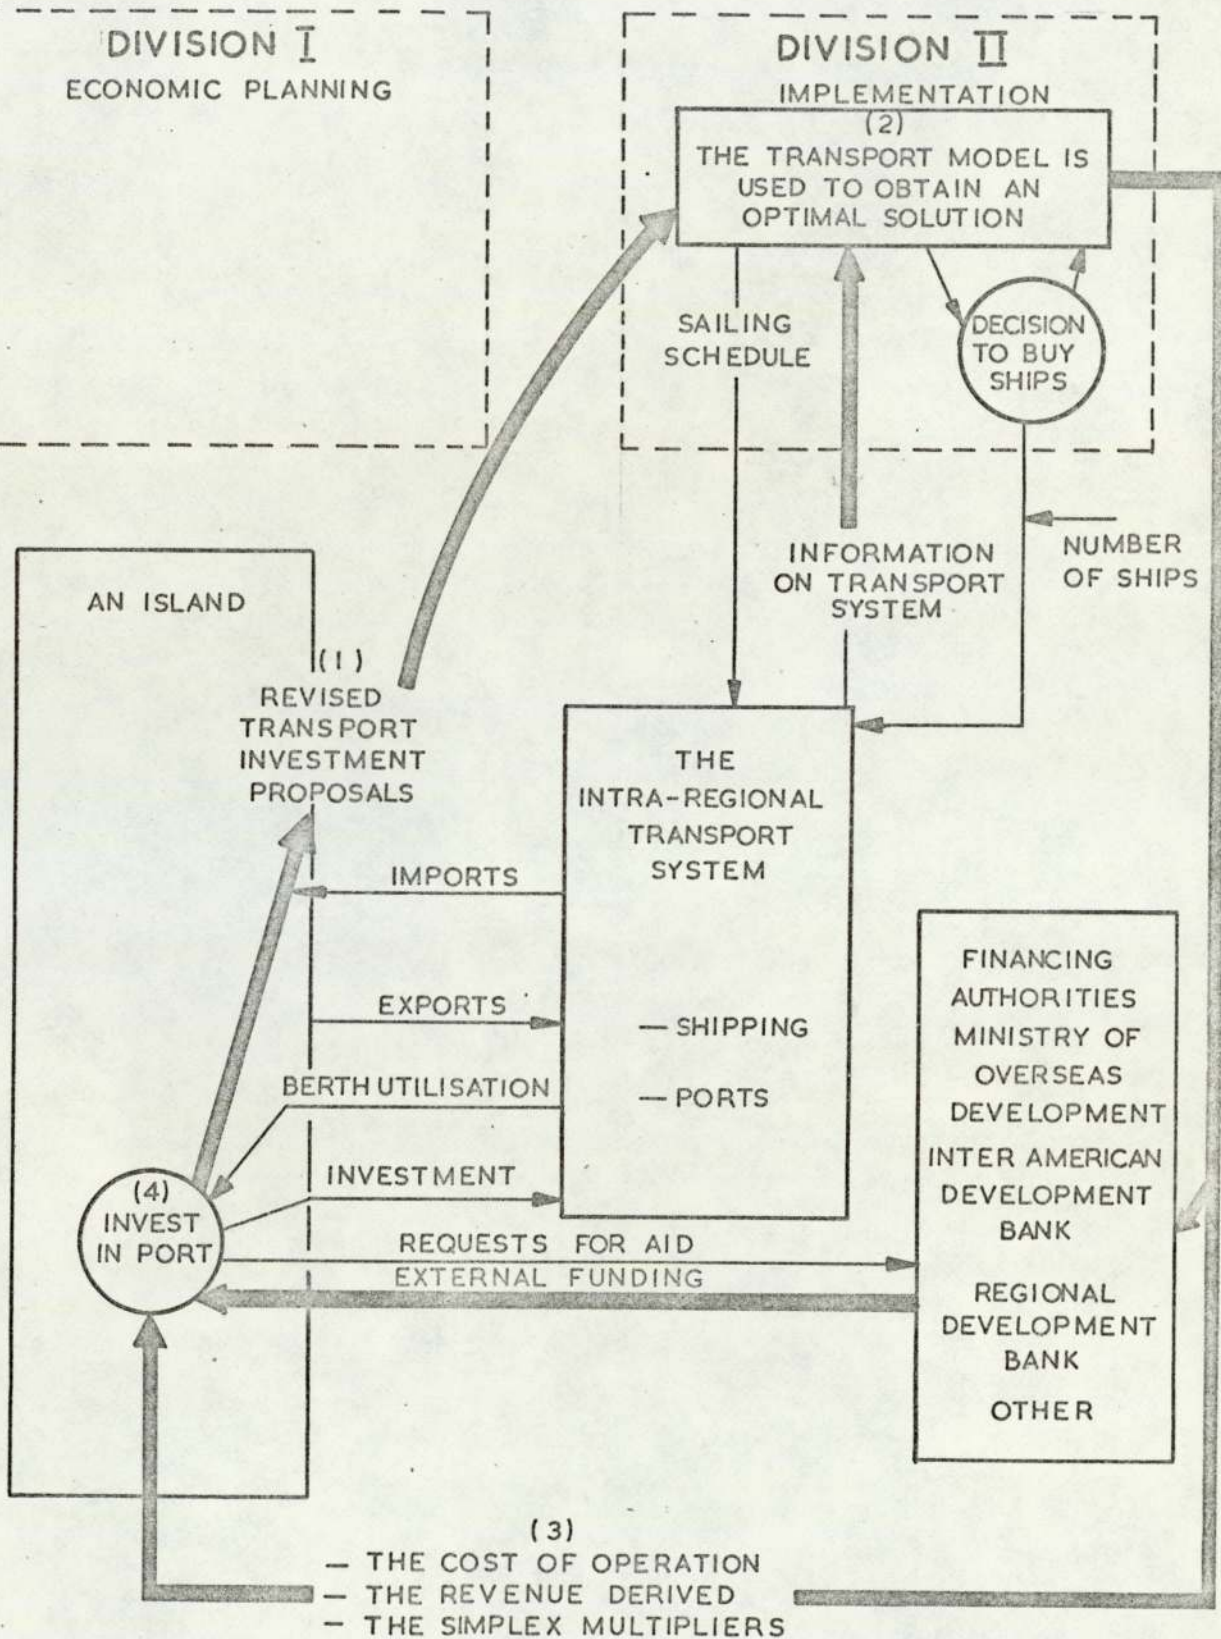 DIVISION I
ECONOMIC PLANNING
DIVISION II
IMPLEMENTATION
(2)
THE TRANSPORT MODEL IS
USED TO OBTAIN AN
OPTIMAL SOLUTION
SAILING
SCHEDULE
DECISION
TO BUY
SHIPS
INFORMATION
ON TRANSPORT
SYSTEM
NUMBER
OF SHIPS
AN ISLAND
(1)
REVISED
TRANSPORT
INVESTMENT
PROPOSALS
THE
INTRA-REGIONAL
TRANSPORT
SYSTEM
— SHIPPING
— PORTS
IMPORTS
EXPORTS
BERTH UTILISATION
INVESTMENT
(4)
INVEST
IN PORT
REQUESTS FOR AID
EXTERNAL FUNDING
FINANCING
AUTHORITIES
MINISTRY OF
OVERSEAS
DEVELOPMENT
INTER AMERICAN
DEVELOPMENT
BANK
REGIONAL
DEVELOPMENT
BANK
OTHER
(3)
— THE COST OF OPERATION
— THE REVENUE DERIVED
— THE SIMPLEX MULTIPLIERS